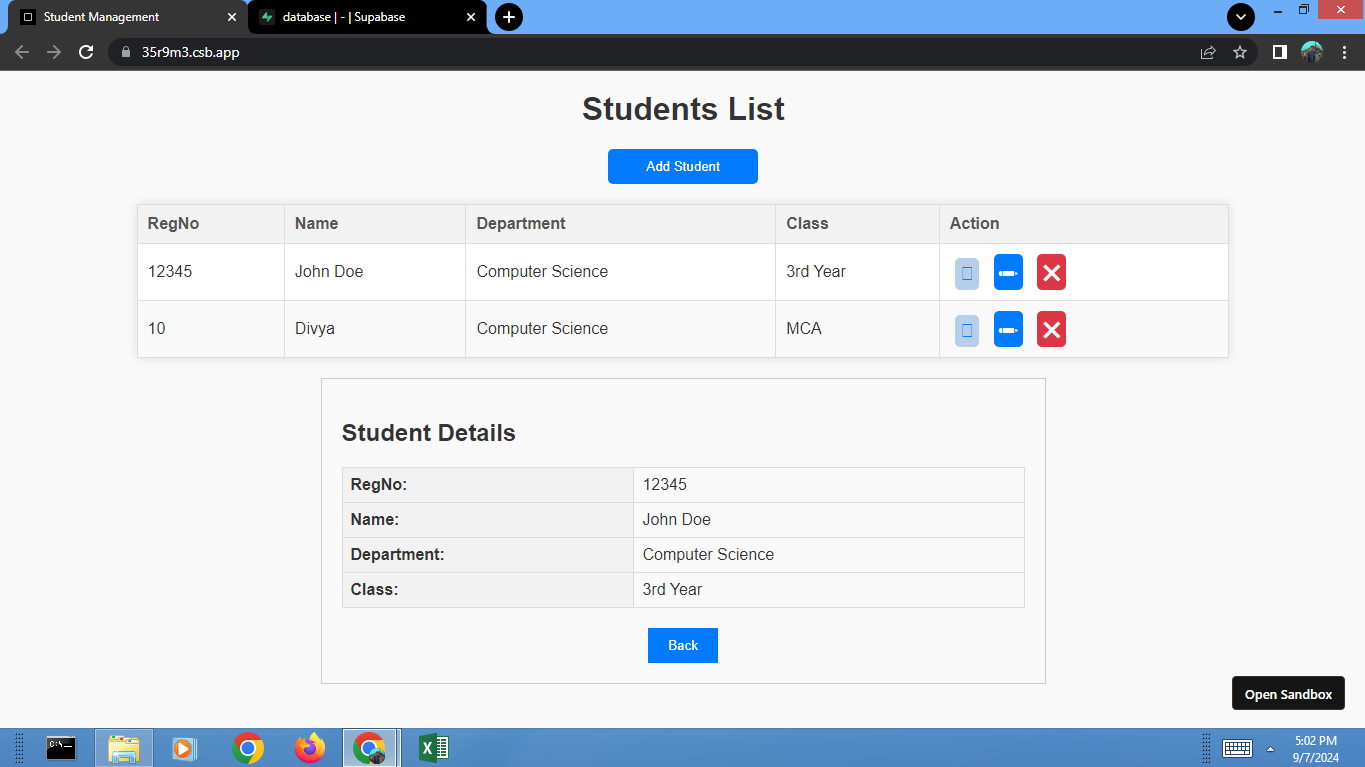 Student Management
database | - | Supabase
35r9m3.csb.app
Students List
Add Student
RegNo Name Department Class Action
12345 John Doe Computer Science 3rd Year
10 Divya Computer Science MCA
Student Details
RegNo: 12345
Name: John Doe
Department: Computer Science
Class: 3rd Year
Back
Open Sandbox
C:\_
5:02 PM
9/7/2024